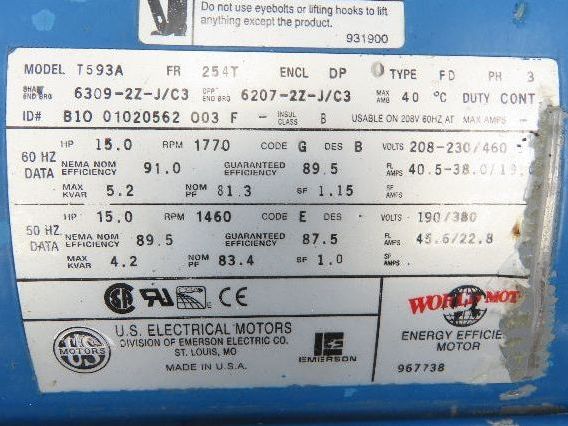 Do not use eyebolts or lifting hooks to lift
anything except the product.
931900
MODEL T593A FR 254T ENCL DP TYPE FD PH 3
SHAFT END BRG 6309-2Z-J/C3 OPP END BRG 6207-2Z-J/C3 MAX AMB 40 °C DUTY CONT
ID# B10 01020562 003 F - INSUL CLASS B USABLE ON 208V 60HZ AT MAX AMPS -
60 HZ DATA
HP 15.0 RPM 1770 CODE G DES B VOLTS 208-230/460
NEMA NOM EFFICIENCY 91.0 GUARANTEED EFFICIENCY 89.5 FL AMPS 40.5-38.0/19.0
MAX KVAR 5.2 NOM PF 81.3 SF 1.15 SF AMPS
50 HZ DATA
HP 15.0 RPM 1460 CODE E DES - VOLTS 190/380
NEMA NOM EFFICIENCY 89.5 GUARANTEED EFFICIENCY 87.5 FL AMPS 45.6/22.8
MAX KVAR 4.2 NOM PF 83.4 SF 1.0 SF AMPS
CE
US
MOTORS
U.S. ELECTRICAL MOTORS
DIVISION OF EMERSON ELECTRIC CO.
ST. LOUIS, MO
MADE IN U.S.A.
EMERSON
WORLD MOT
ENERGY EFFICIE
MOTOR
967738